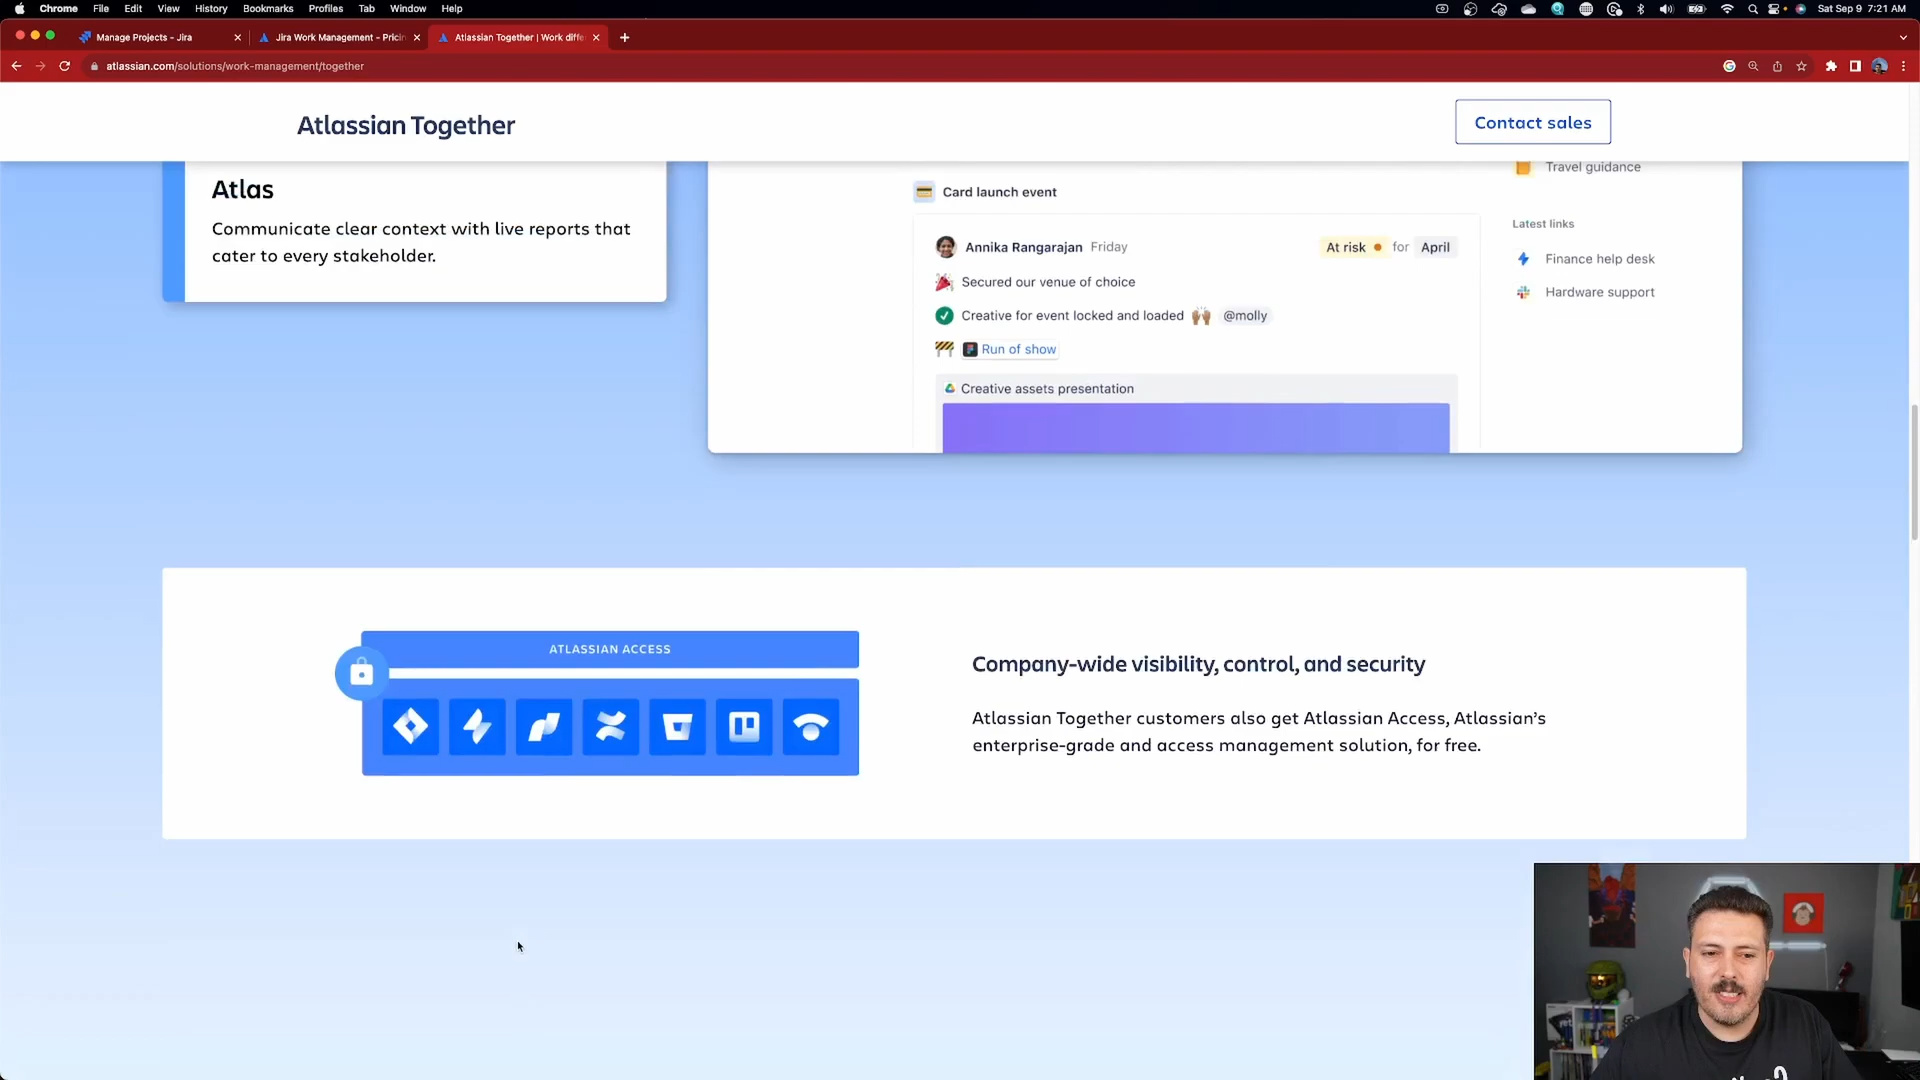 Chrome File Edit View History Bookmarks Profiles Tab Window Help
Sat Sep 9 7:21 AM
Manage Projects - Jira
Jira Work Management - Pricin
Atlassian Together | Work diffe
atlassian.com/solutions/work-management/together
Atlassian Together
Contact sales
Atlas
Communicate clear context with live reports that
cater to every stakeholder.
Card launch event
Annika Rangarajan Friday
At risk for April
Secured our venue of choice
Creative for event locked and loaded @molly
Run of show
Creative assets presentation
Travel guidance
Latest links
Finance help desk
Hardware support
ATLASSIAN ACCESS
Company-wide visibility, control, and security
Atlassian Together customers also get Atlassian Access, Atlassian's
enterprise-grade and access management solution, for free.